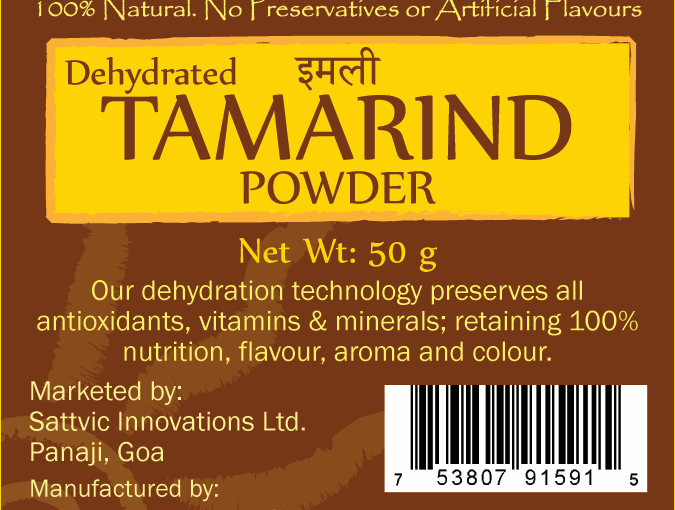 100% Natural. No Preservatives or Artificial Flavours
Dehydrated इमली
TAMARIND
POWDER
Net Wt: 50 g
Our dehydration technology preserves all
antioxidants, vitamins & minerals; retaining 100%
nutrition, flavour, aroma and colour.
Marketed by:
Sattvic Innovations Ltd.
Panaji, Goa
Manufactured by:
7 53807 91591 5